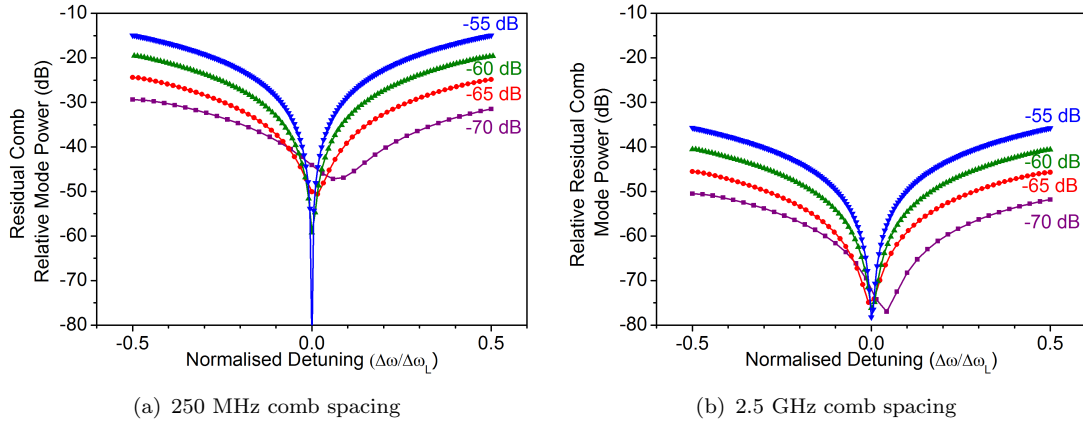 -10
-20
-30
-40
-50
-60
-70
-80
Residual Comb
Relative Mode Power (dB)
-55 dB
-60 dB
-65 dB
-70 dB
-0.5
0.0
0.5
Normalised Detuning (Δω/Δω_L)
(a) 250 MHz comb spacing
-10
-20
-30
-40
-50
-60
-70
-80
Relative Residual Comb
Mode Power (dB)
-55 dB
-60 dB
-65 dB
-70 dB
-0.5
0.0
0.5
Normalised Detuning (Δω/Δω_L)
(b) 2.5 GHz comb spacing